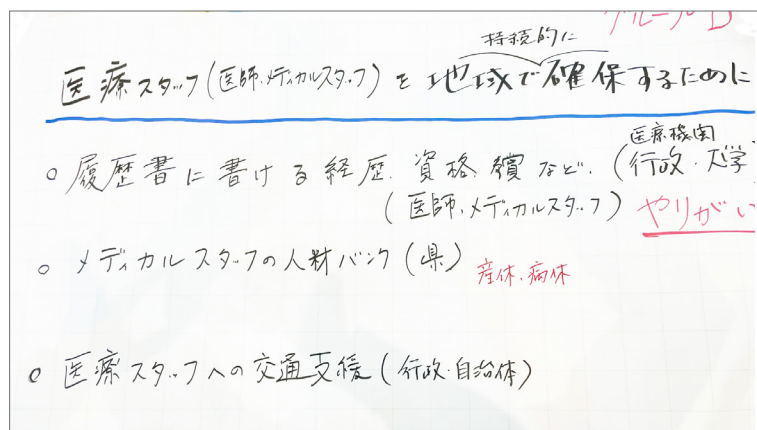 グループD
持続的に
医療スタッフ(医師,メディカルスタッフ)を地域で確保するために
医療機関
○履歴書に書ける経歴.資格 賞など.(行政・大学
(医師,メディカルスタッフ) やりがい
○メディカルスタッフの人材バンク(県) 産休.病休
○医療スタッフへの交通支援(行政・自治体)